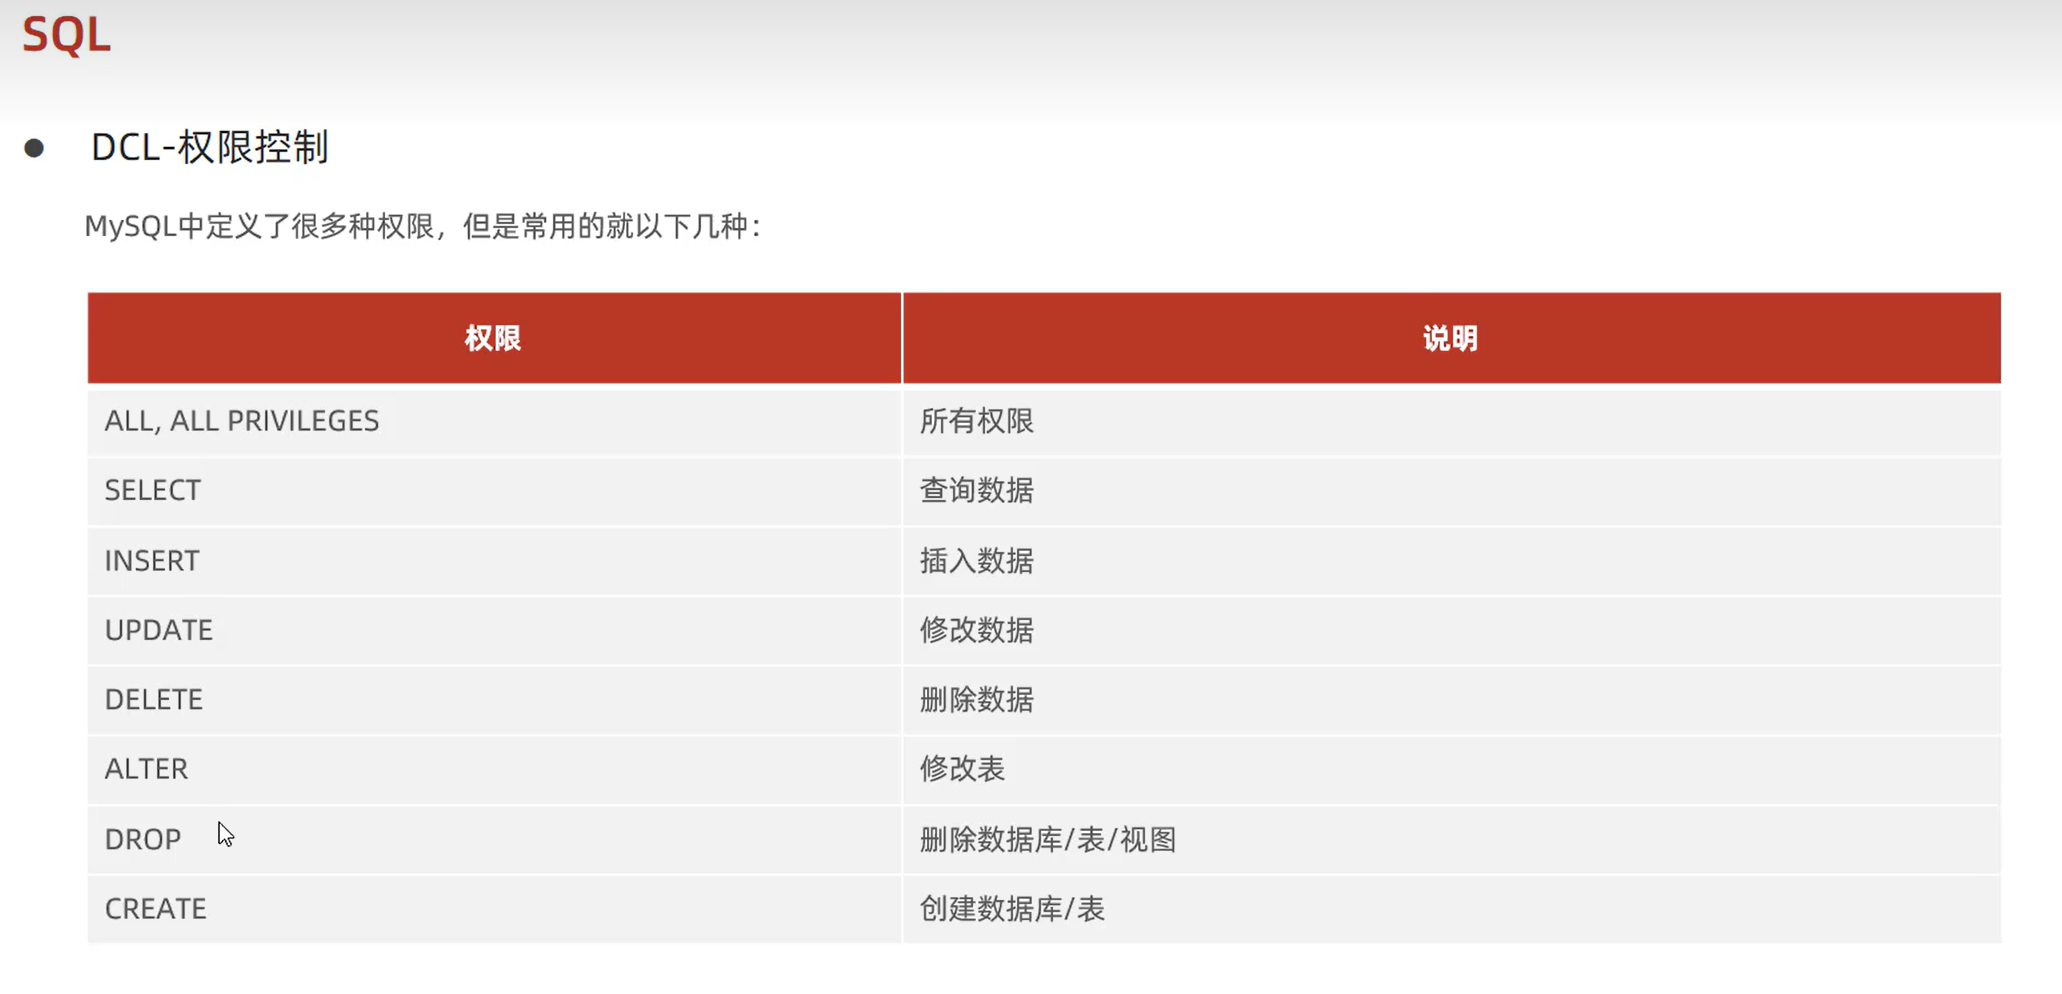 SQL
DCL-权限控制
MySQL中定义了很多种权限，但是常用的就以下几种：
权限 说明
ALL, ALL PRIVILEGES 所有权限
SELECT 查询数据
INSERT 插入数据
UPDATE 修改数据
DELETE 删除数据
ALTER 修改表
DROP 删除数据库/表/视图
CREATE 创建数据库/表